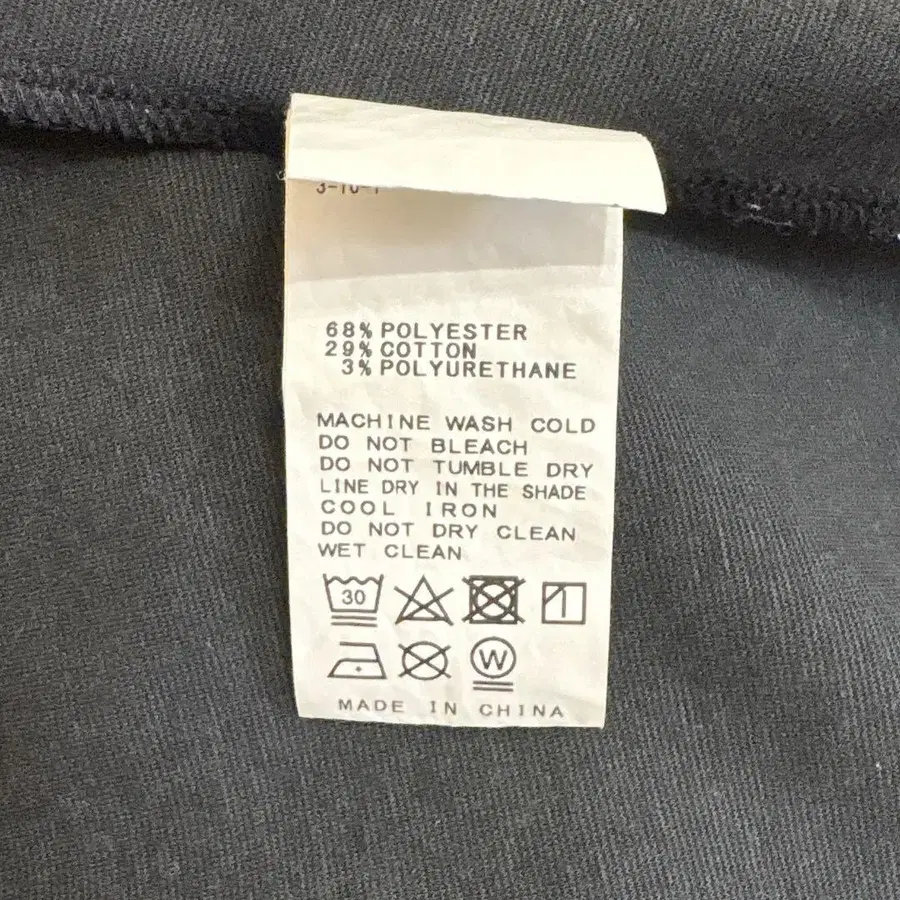 68% POLYESTER
29% COTTON
3% POLYURETHANE
MACHINE WASH COLD
DO NOT BLEACH
DO NOT TUMBLE DRY
LINE DRY IN THE SHADE
COOL IRON
DO NOT DRY CLEAN
WET CLEAN
30
W
MADE IN CHINA